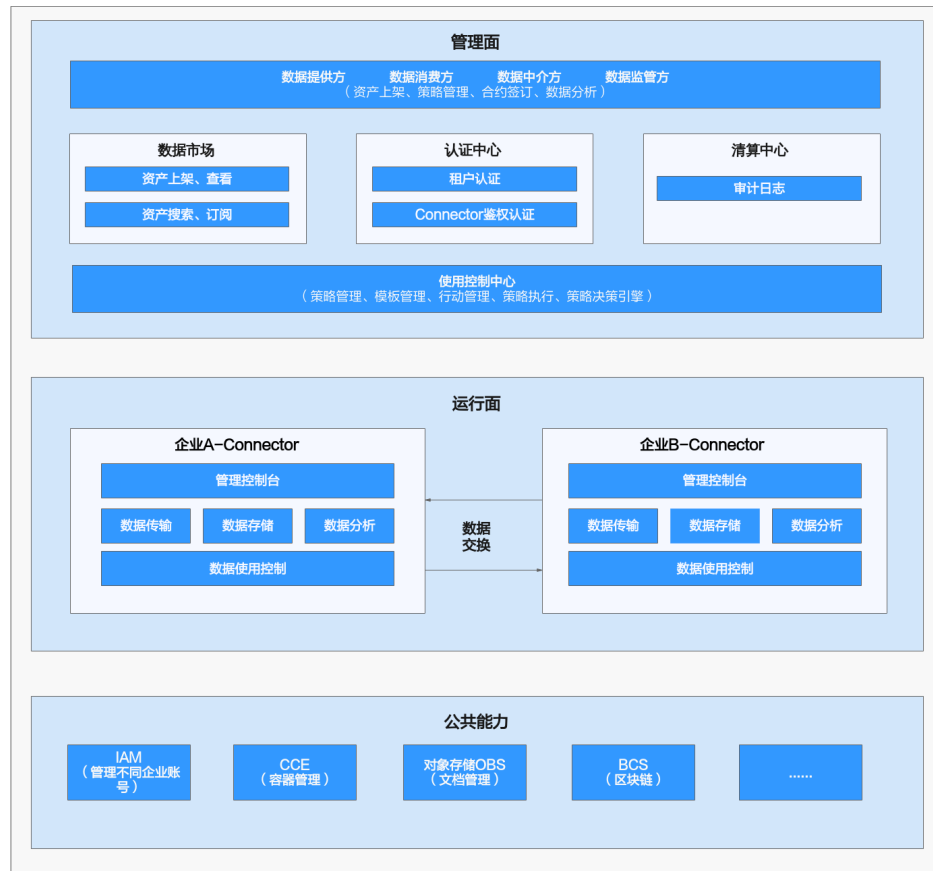 管理面
数据提供方 数据消费方 数据中介方 数据监管方
（资产上架、策略管理、合约签订、数据分析）
数据市场 认证中心 清算中心
资产上架、查看 租户认证 审计日志
资产搜索、订阅 Connector鉴权认证
使用控制中心
（策略管理、模板管理、行动管理、策略执行、策略决策引擎）
运行面
企业A-Connector
管理控制台
数据传输 数据存储 数据分析
数据使用控制
数据
交换
企业B-Connector
管理控制台
数据传输 数据存储 数据分析
数据使用控制
公共能力
IAM
（管理不同企业账
号）
CCE
（容器管理）
对象存储OBS
（文档管理）
BCS
（区块链）
......